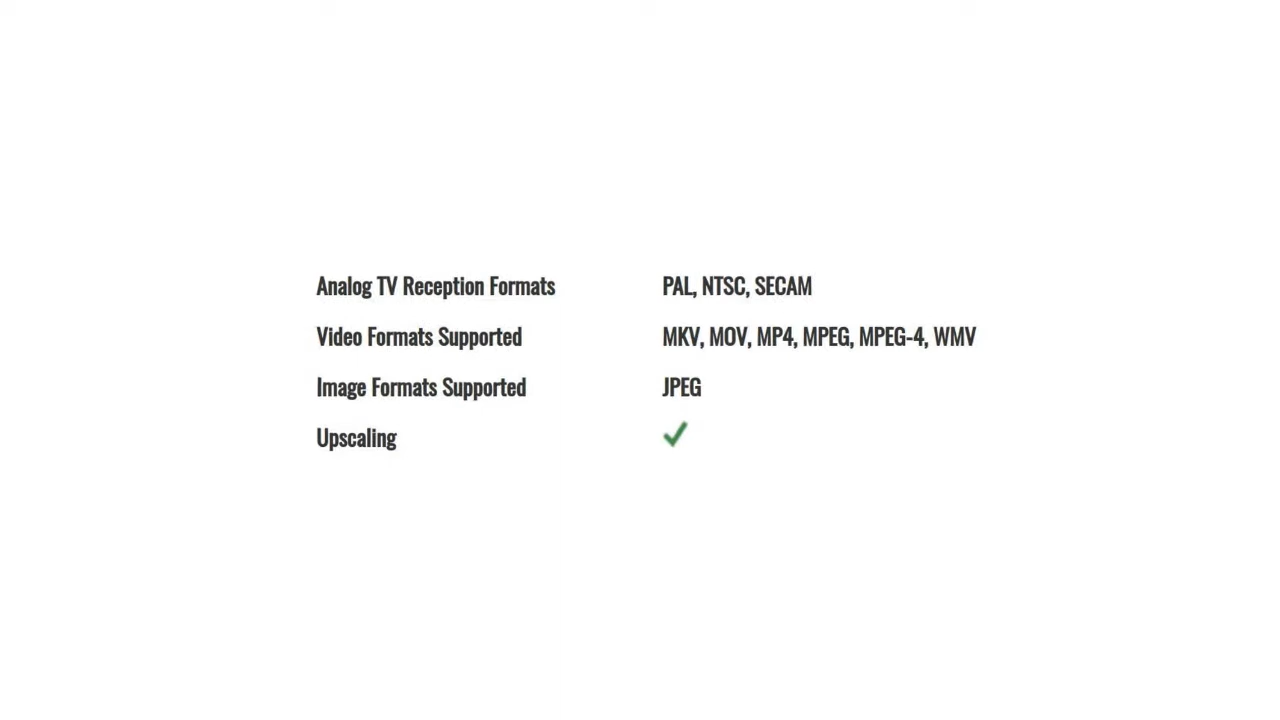 Analog TV Reception Formats PAL, NTSC, SECAM
Video Formats Supported MKV, MOV, MP4, MPEG, MPEG-4, WMV
Image Formats Supported JPEG
Upscaling